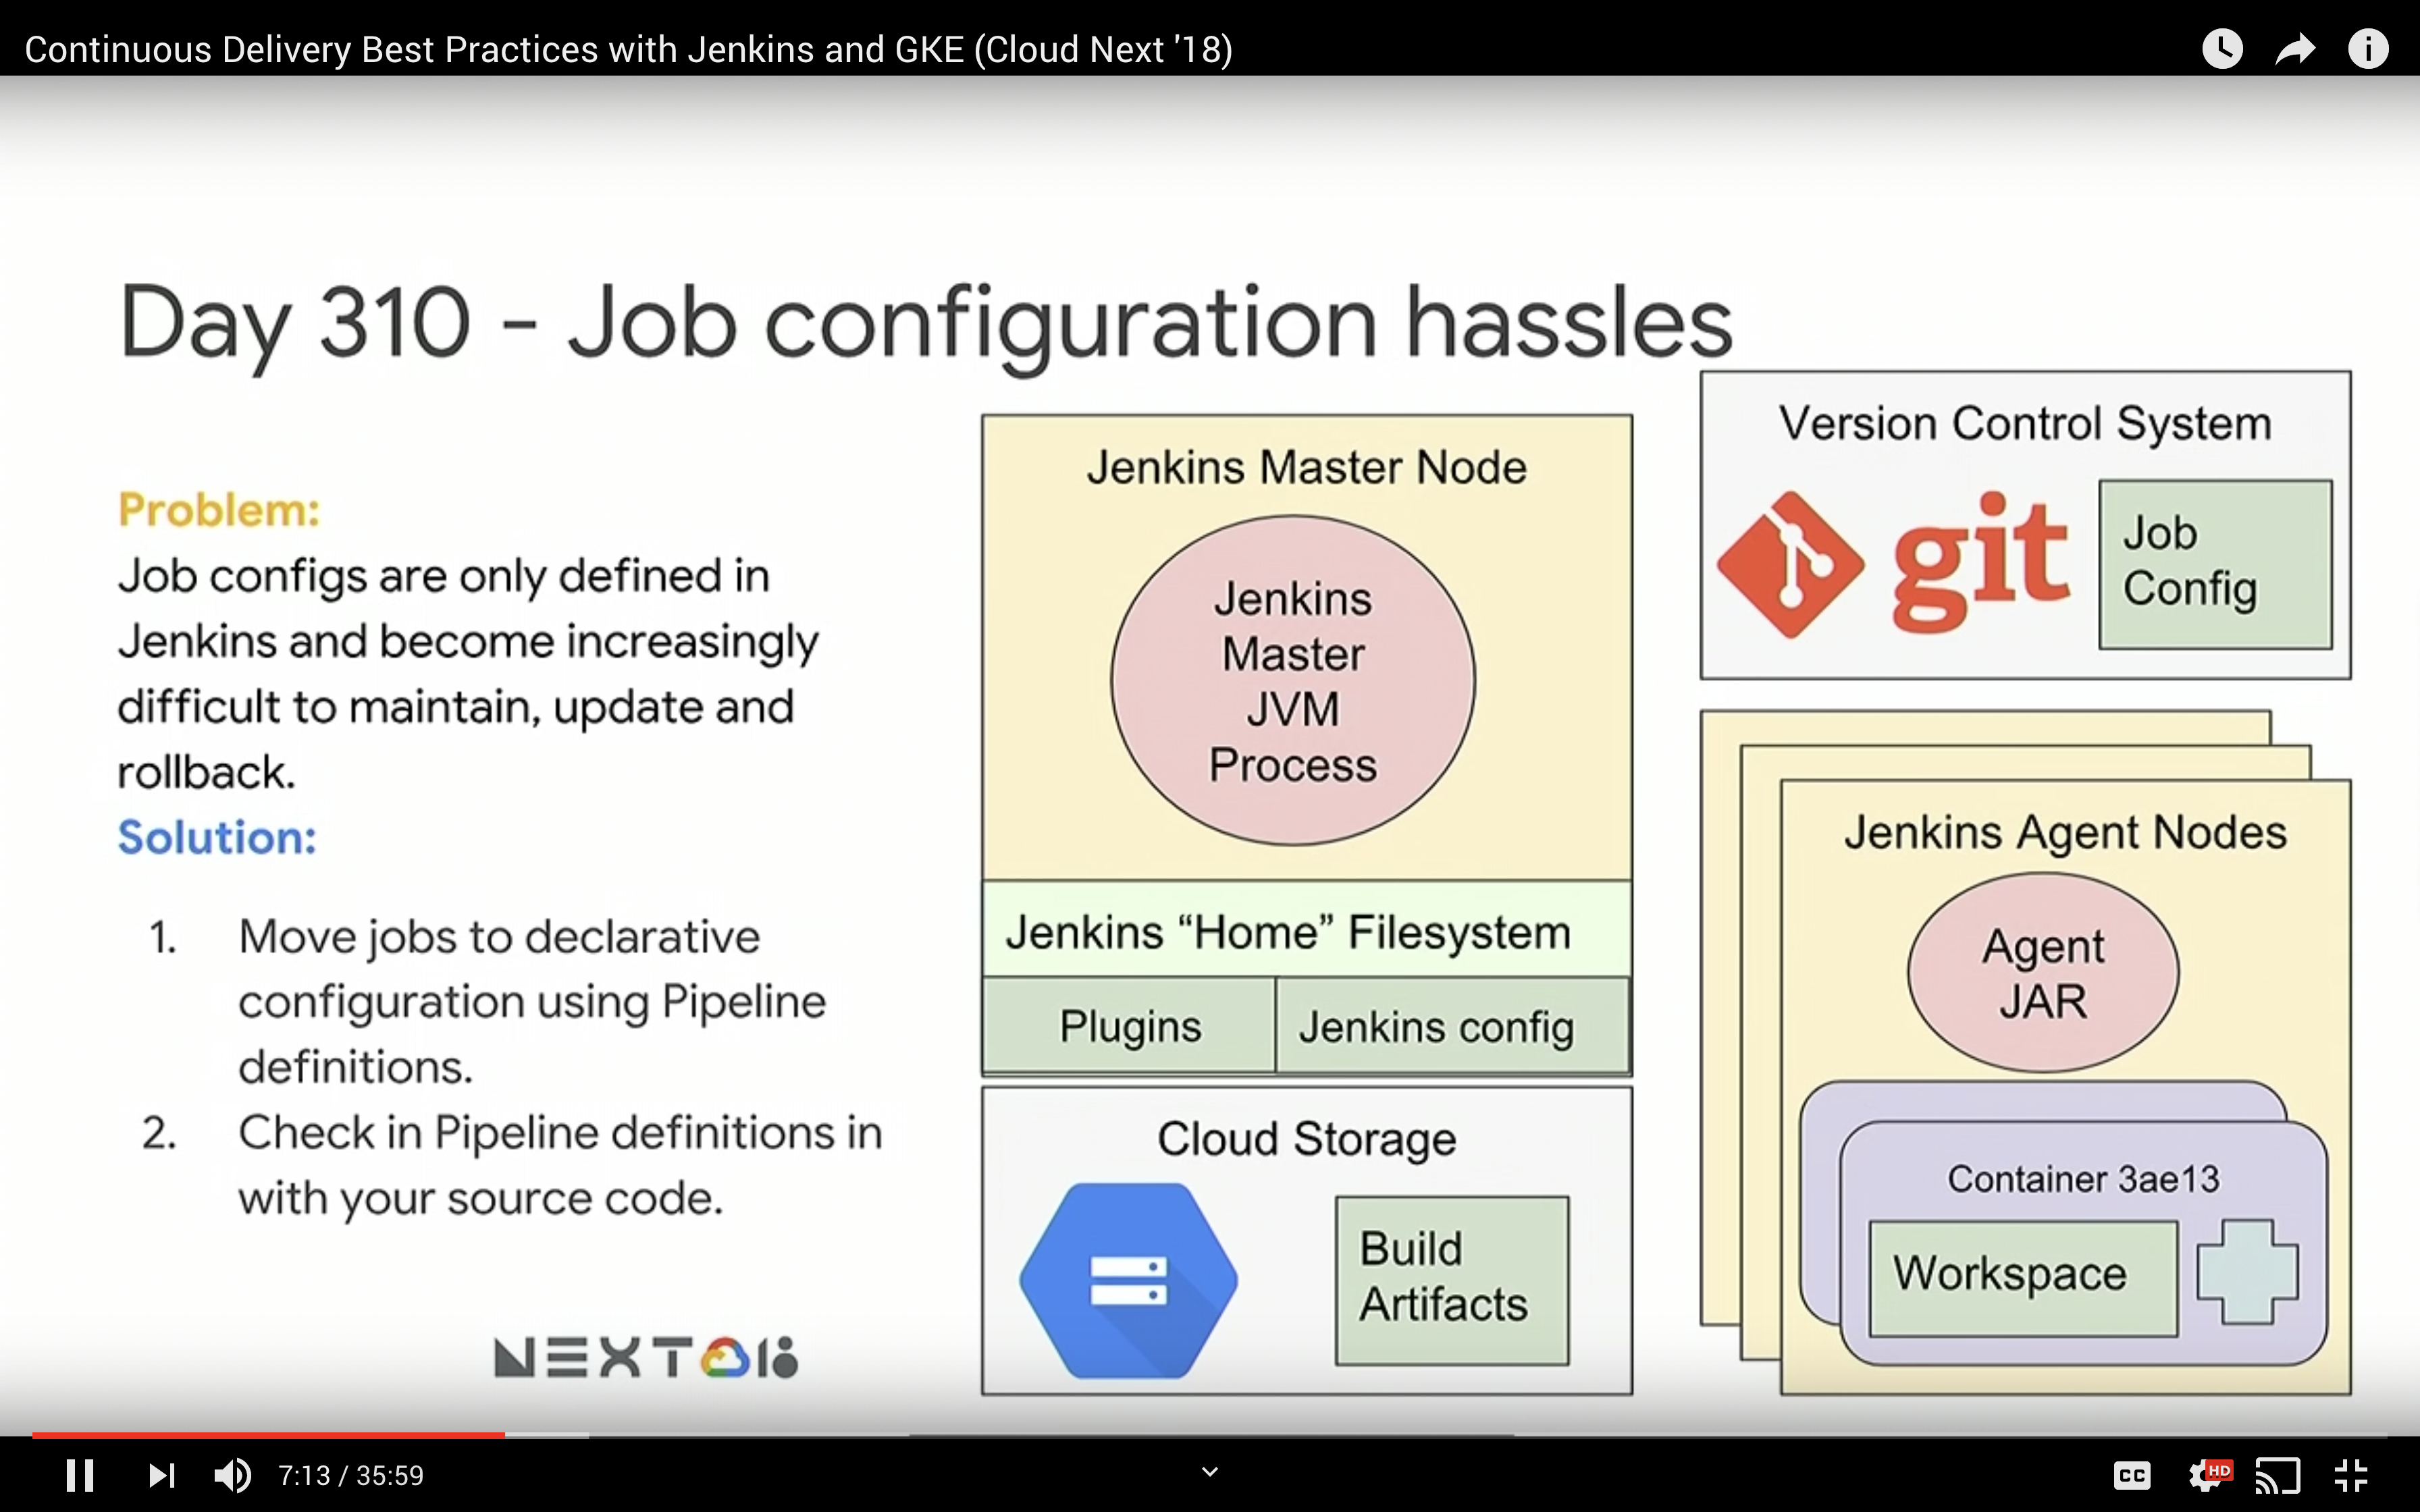 Continuous Delivery Best Practices with Jenkins and GKE (Cloud Next '18)
Day 310 - Job configuration hassles
Problem:
Job configs are only defined in
Jenkins and become increasingly
difficult to maintain, update and
rollback.
Solution:
1. Move jobs to declarative
configuration using Pipeline
definitions.
2. Check in Pipeline definitions in
with your source code.
NEXT18
Jenkins Master Node
Jenkins
Master
JVM
Process
Jenkins “Home” Filesystem
Plugins
Jenkins config
Cloud Storage
Build
Artifacts
Version Control System
git
Job
Config
Jenkins Agent Nodes
Agent
JAR
Container 3ae13
Workspace
7:13 / 35:59
CC
HD